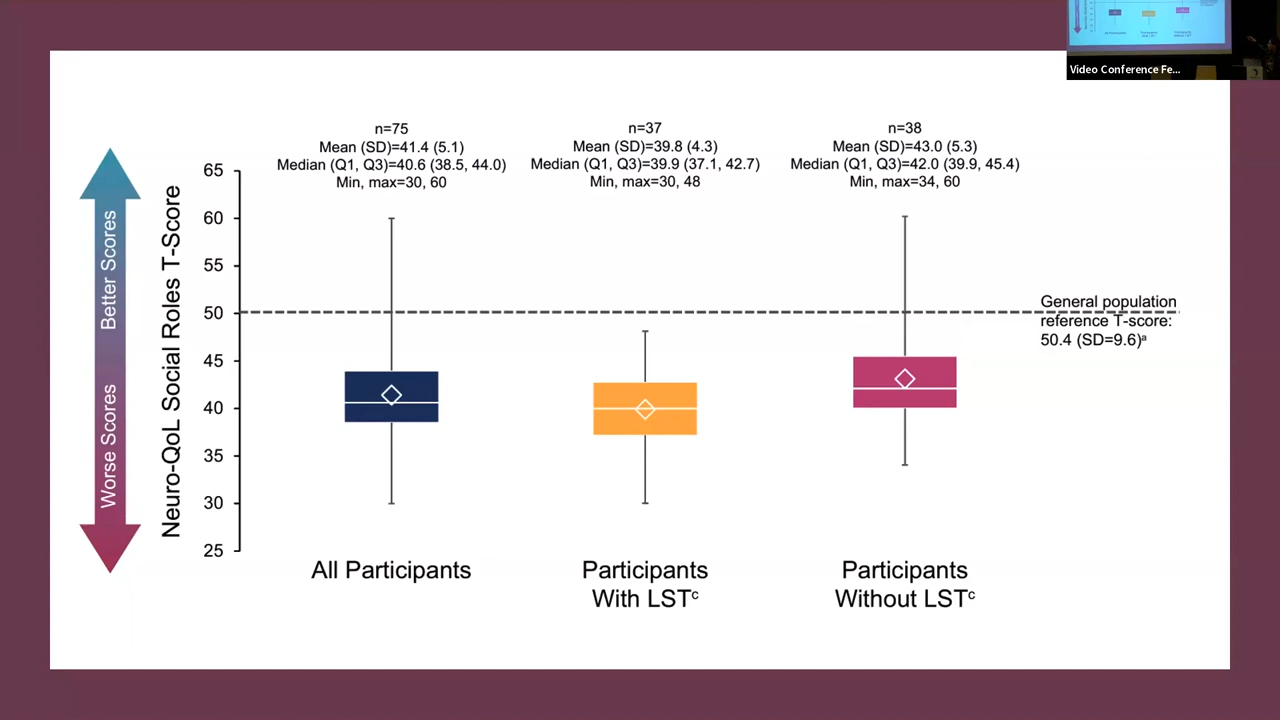 Video Conference Fe...
n=75
Mean (SD)=41.4 (5.1)
Median (Q1, Q3)=40.6 (38.5, 44.0)
Min, max=30, 60
n=37
Mean (SD)=39.8 (4.3)
Median (Q1, Q3)=39.9 (37.1, 42.7)
Min, max=30, 48
n=38
Mean (SD)=43.0 (5.3)
Median (Q1, Q3)=42.0 (39.9, 45.4)
Min, max=34, 60
Better Scores
Worse Scores
Neuro-QoL Social Roles T-Score
65
60
55
50
45
40
35
30
25
General population
reference T-score:
50.4 (SD=9.6)ᵃ
All Participants
Participants
With LSTᶜ
Participants
Without LSTᶜ